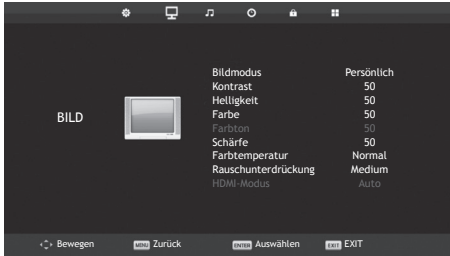 BILD
Bildmodus Persönlich
Kontrast 50
Helligkeit 50
Farbe 50
Farbton 50
Schärfe 50
Farbtemperatur Normal
Rauschunterdrückung Medium
HDMI-Modus Auto
Bewegen MENU Zurück ENTER Auswählen EXIT EXIT